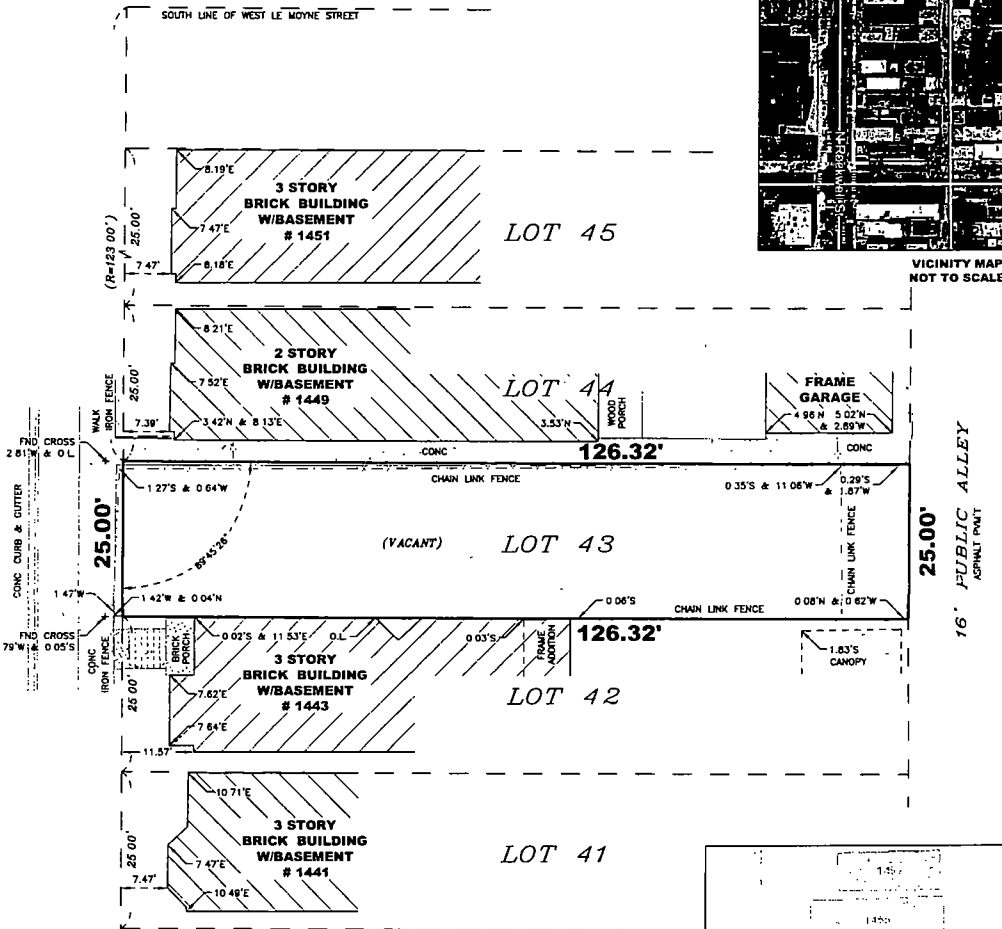 SOUTH LINE OF WEST LE MOYNE STREET
VICINITY MAP
NOT TO SCALE
(R=123 00')
25.00'
8.19'E
3 STORY
BRICK BUILDING
W/BASEMENT
# 1451
7 47'E
7 47'
8.18'E
LOT 45
8 21'E
25.00'
2 STORY
BRICK BUILDING
W/BASEMENT
# 1449
7 52'E
7.39'
3.42'N & 8 13'E
3.53'N
LOT 44
WOOD
PORCH
FRAME
GARAGE
4 96 N
& 2.89'W
5 02'N
WALK
IRON FENCE
FND CROSS
2 81'W & 0 L
CONC
126.32'
CONC
CHAIN LINK FENCE
1 27'S & 0 64'W
0 35'S & 11 06'W
0.29'S
& 1.87'W
CONC CURB & GUTTER
25.00'
89°45'28"
(VACANT)
LOT 43
CHAIN LINK FENCE
25.00'
16' PUBLIC ALLEY
ASPHALT PVM'T
1 47'W
1 42'W & 0 04'N
0 06'S
CHAIN LINK FENCE
0 08'N & 0 62'W
FND CROSS
79'W & 0 05'S
CONC
IRON FENCE
BRICK
PORCH
0 02'S & 11 53'E
0.L
0 03'S
FRAME
ADDITION
126.32'
1.83'S
CANOPY
3 STORY
BRICK BUILDING
W/BASEMENT
# 1443
25 00'
7.62'E
7 64'E
11.57'
LOT 42
10 71'E
25 00'
3 STORY
BRICK BUILDING
W/BASEMENT
# 1441
7 47'E
7.47'
10 49'E
LOT 41
1455